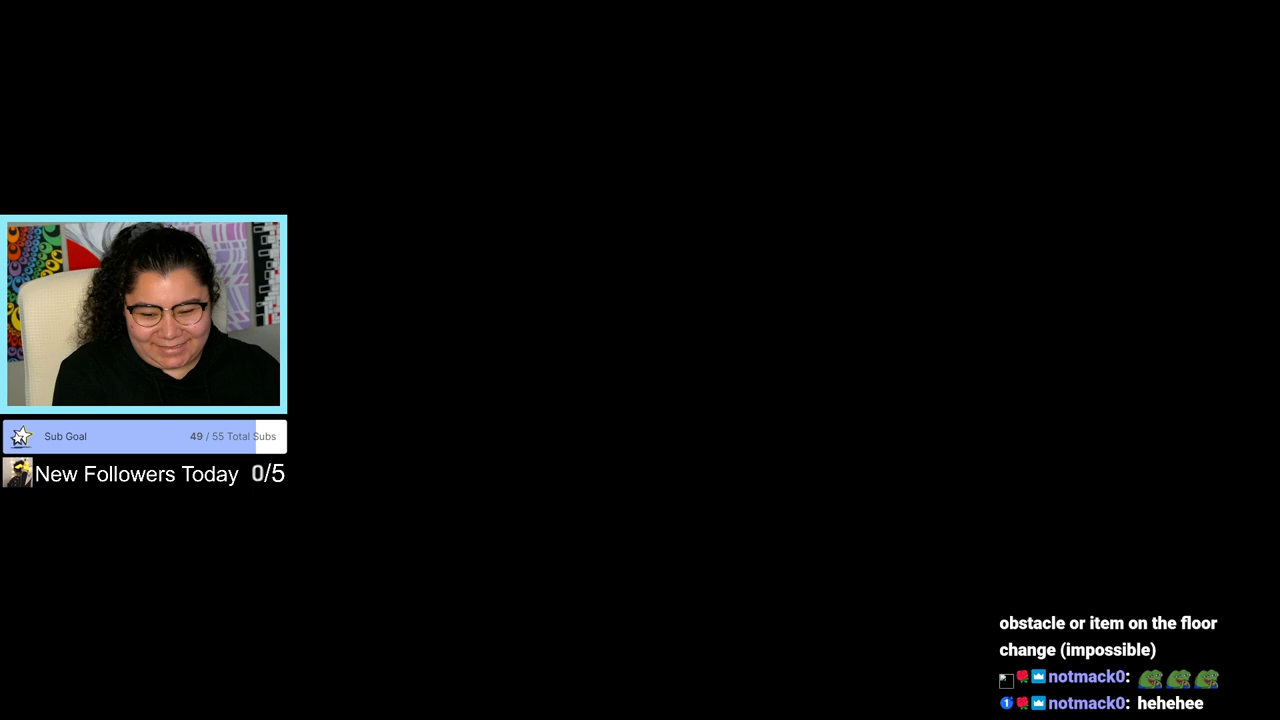 Sub Goal 49 / 55 Total Subs
New Followers Today 0/5
obstacle or item on the floor
change (impossible)
notmack0:
1 notmack0: hehehee